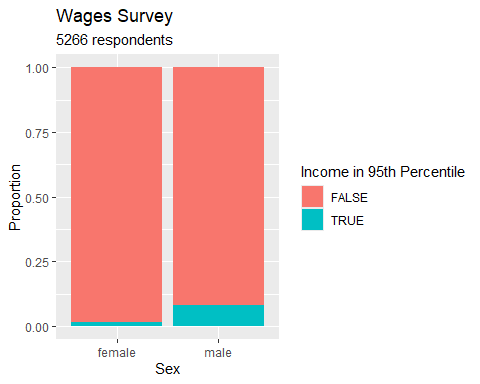 Wages Survey
5266 respondents
1.00
0.75
0.50
0.25
0.00
Proportion
female
male
Sex
Income in 95th Percentile
FALSE
TRUE